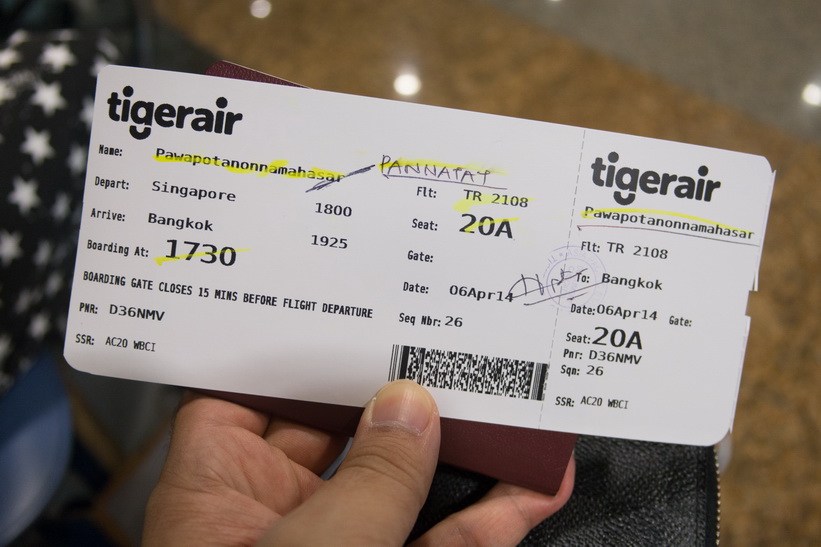 tigerair
Name: Pawapotanonnamahasar PANNATAT
Depart: Singapore 1800
Arrive: Bangkok 1925
Boarding At: 1730
BOARDING GATE CLOSES 15 MINS BEFORE FLIGHT DEPARTURE
PNR: D36NMV
SSR: AC20 WBCI
Flt: TR 2108
Seat: 20A
Gate:
Date: 06Apr14
Seq Nbr: 26
tigerair
Pawapotanonnamahasar
Flt: TR 2108
To: Bangkok
Date: 06Apr14 Gate:
Seat: 20A
Pnr: D36NMV
Sqn: 26
SSR: AC20 WBCI